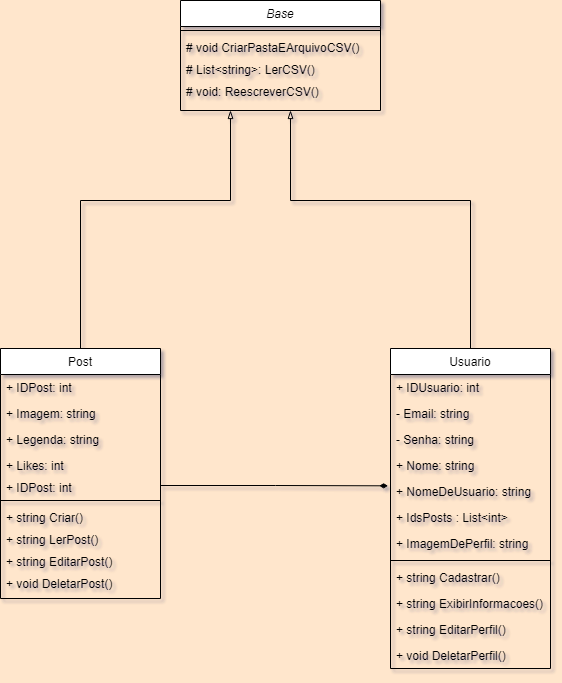 Base
# void CriarPastaEArquivoCSV()
# List<string>: LerCSV()
# void: ReescreverCSV()
Post
+ IDPost: int
+ Imagem: string
+ Legenda: string
+ Likes: int
+ IDPost: int
+ string Criar()
+ string LerPost()
+ string EditarPost()
+ void DeletarPost()
Usuario
+ IDUsuario: int
- Email: string
- Senha: string
+ Nome: string
+ NomeDeUsuario: string
+ IdsPosts : List<int>
+ ImagemDePerfil: string
+ string Cadastrar()
+ string ExibirInformacoes()
+ string EditarPerfil()
+ void DeletarPerfil()